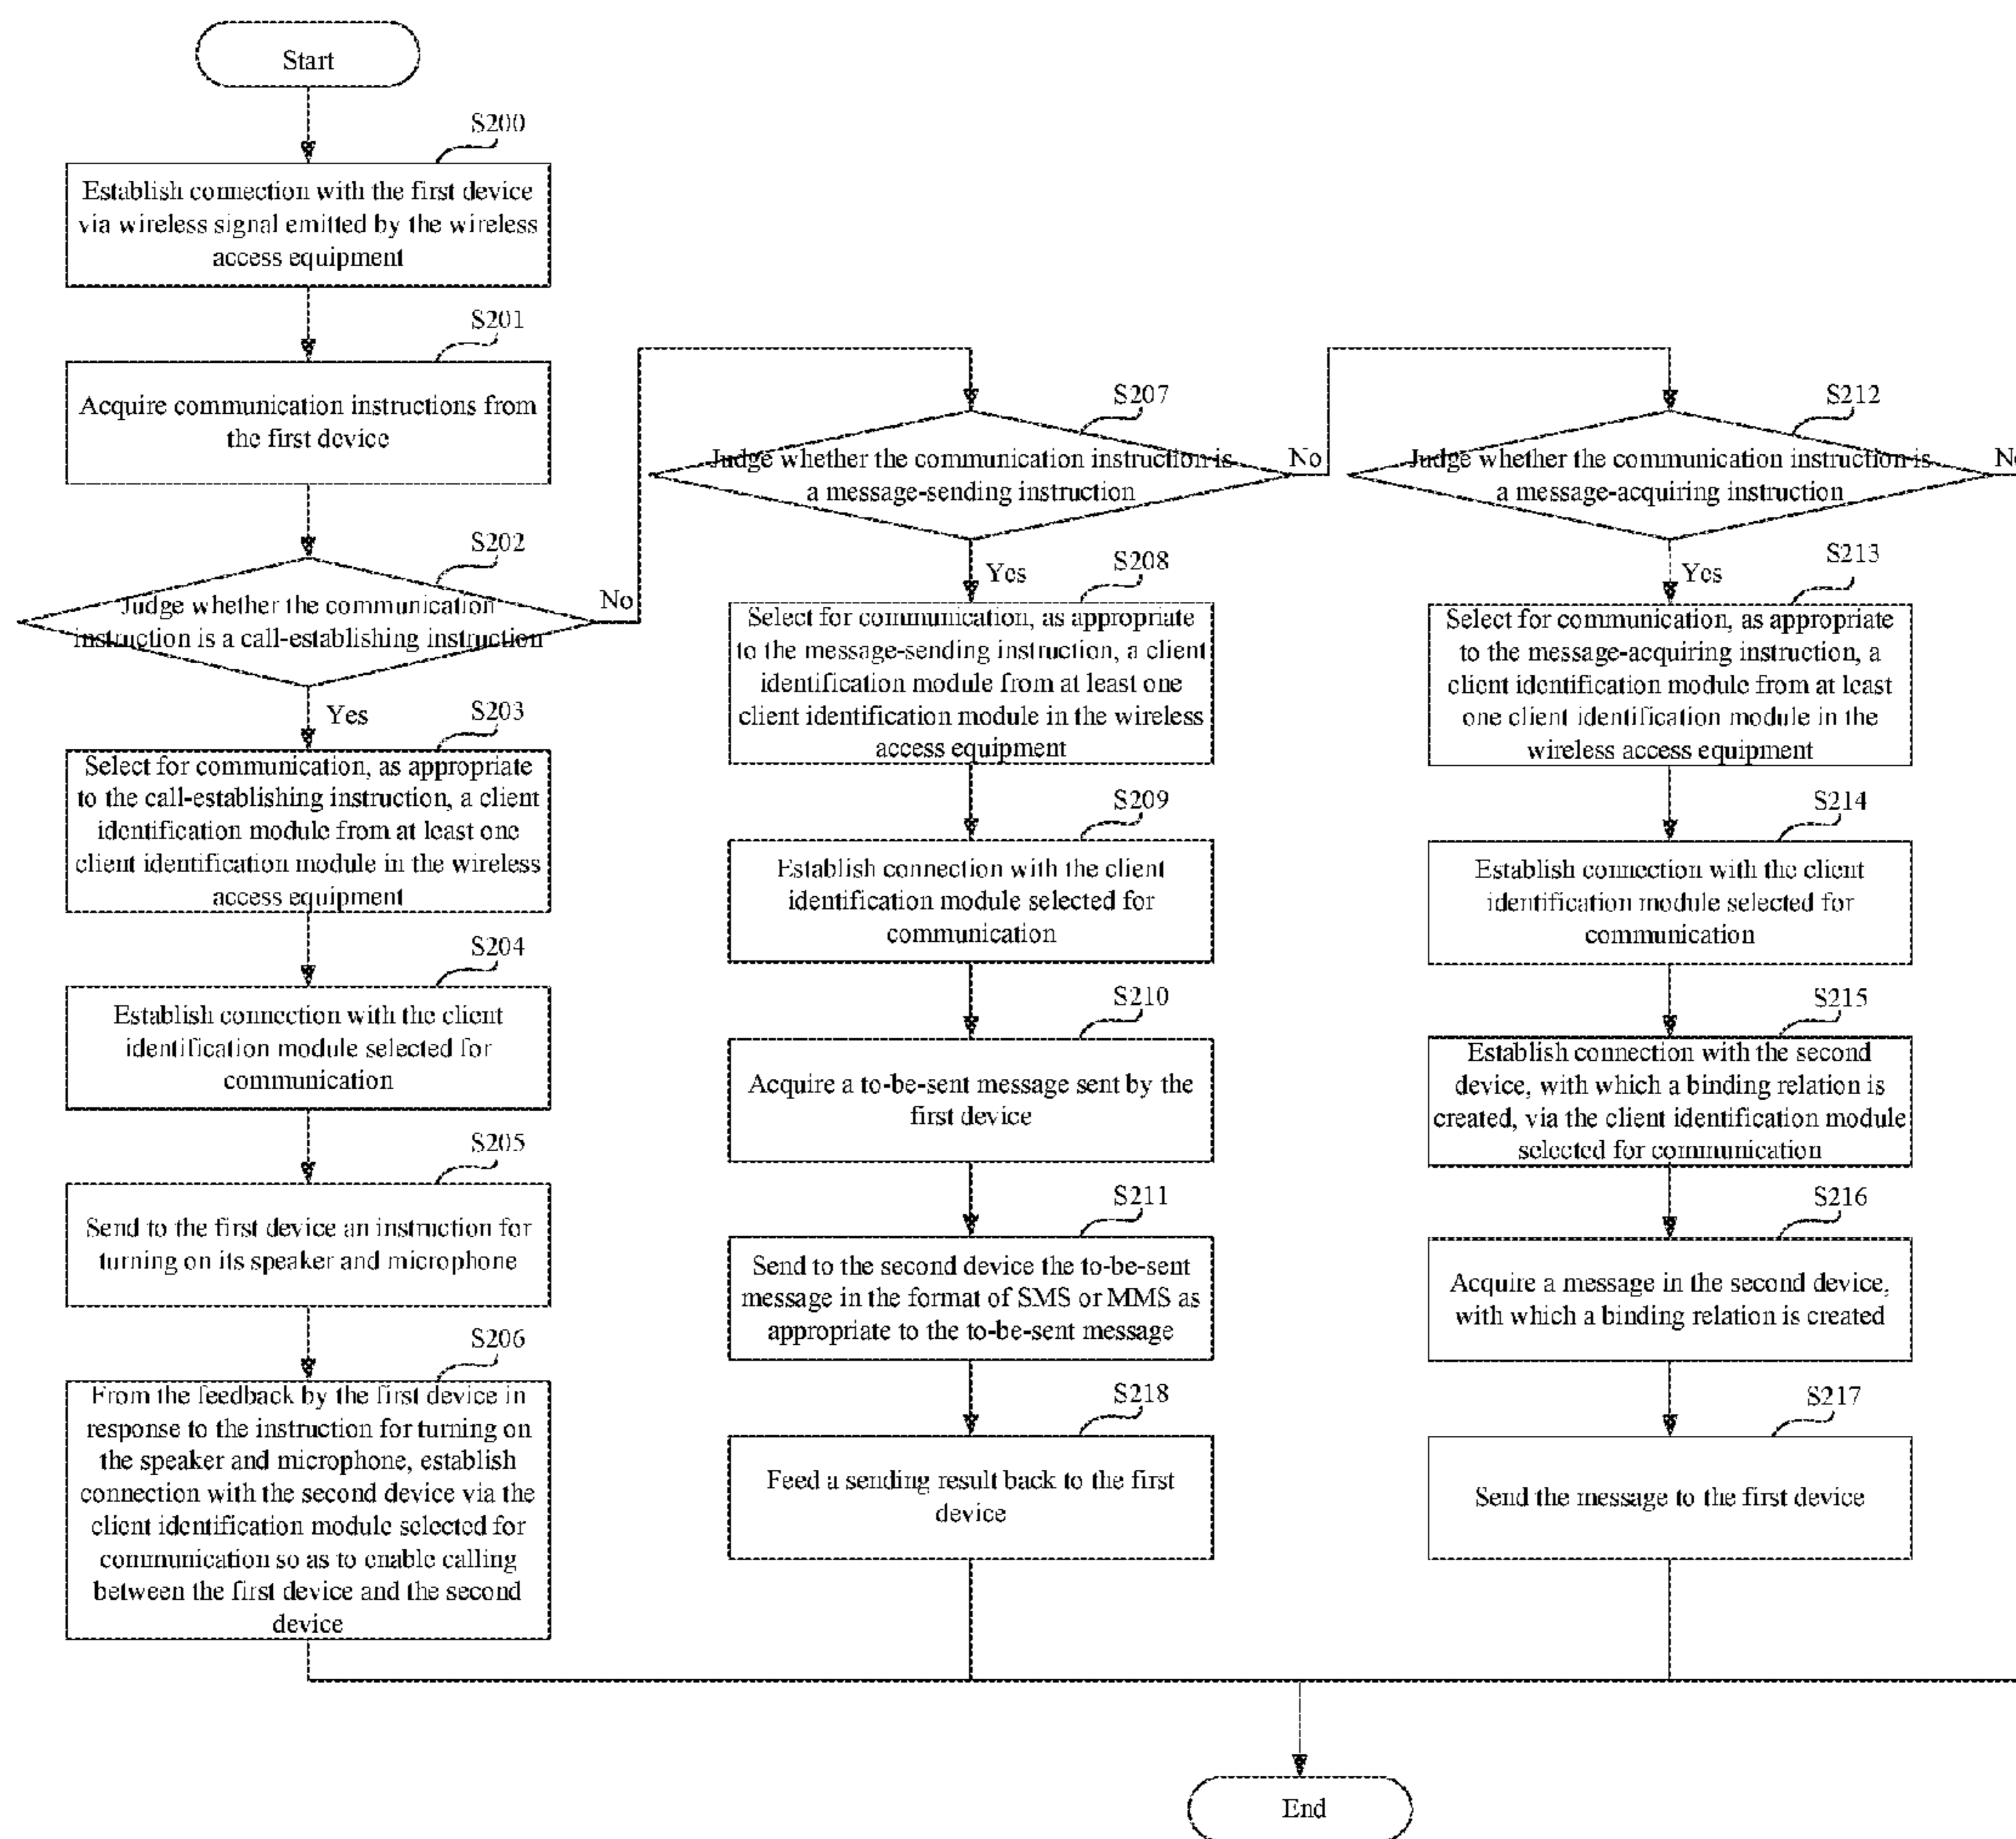 Start
S200
Establish connection with the first device
via wireless signal emitted by the wireless
access equipment
S201
Acquire communication instructions from
the first device
S202
Judge whether the communication
instruction is a call-establishing instruction
No
Yes
S203
Select for communication, as appropriate
to the call-establishing instruction, a client
identification module from at least one
client identification module in the wireless
access equipment
S204
Establish connection with the client
identification module selected for
communication
S205
Send to the first device an instruction for
turning on its speaker and microphone
S206
From the feedback by the first device in
response to the instruction for turning on
the speaker and microphone, establish
connection with the second device via the
client identification module selected for
communication so as to enable calling
between the first device and the second
device
S207
Judge whether the communication instruction is
a message-sending instruction
No
Yes
S208
Select for communication, as appropriate
to the message-sending instruction, a client
identification module from at least one
client identification module in the wireless
access equipment
S209
Establish connection with the client
identification module selected for
communication
S210
Acquire a to-be-sent message sent by the
first device
S211
Send to the second device the to-be-sent
message in the format of SMS or MMS as
appropriate to the to-be-sent message
S218
Feed a sending result back to the first
device
S212
Judge whether the communication instruction is
a message-acquiring instruction
Yes
S213
Select for communication, as appropriate
to the message-acquiring instruction, a
client identification module from at least
one client identification module in the
wireless access equipment
S214
Establish connection with the client
identification module selected for
communication
S215
Establish connection with the second
device, with which a binding relation is
created, via the client identification module
selected for communication
S216
Acquire a message in the second device,
with which a binding relation is created
S217
Send the message to the first device
End